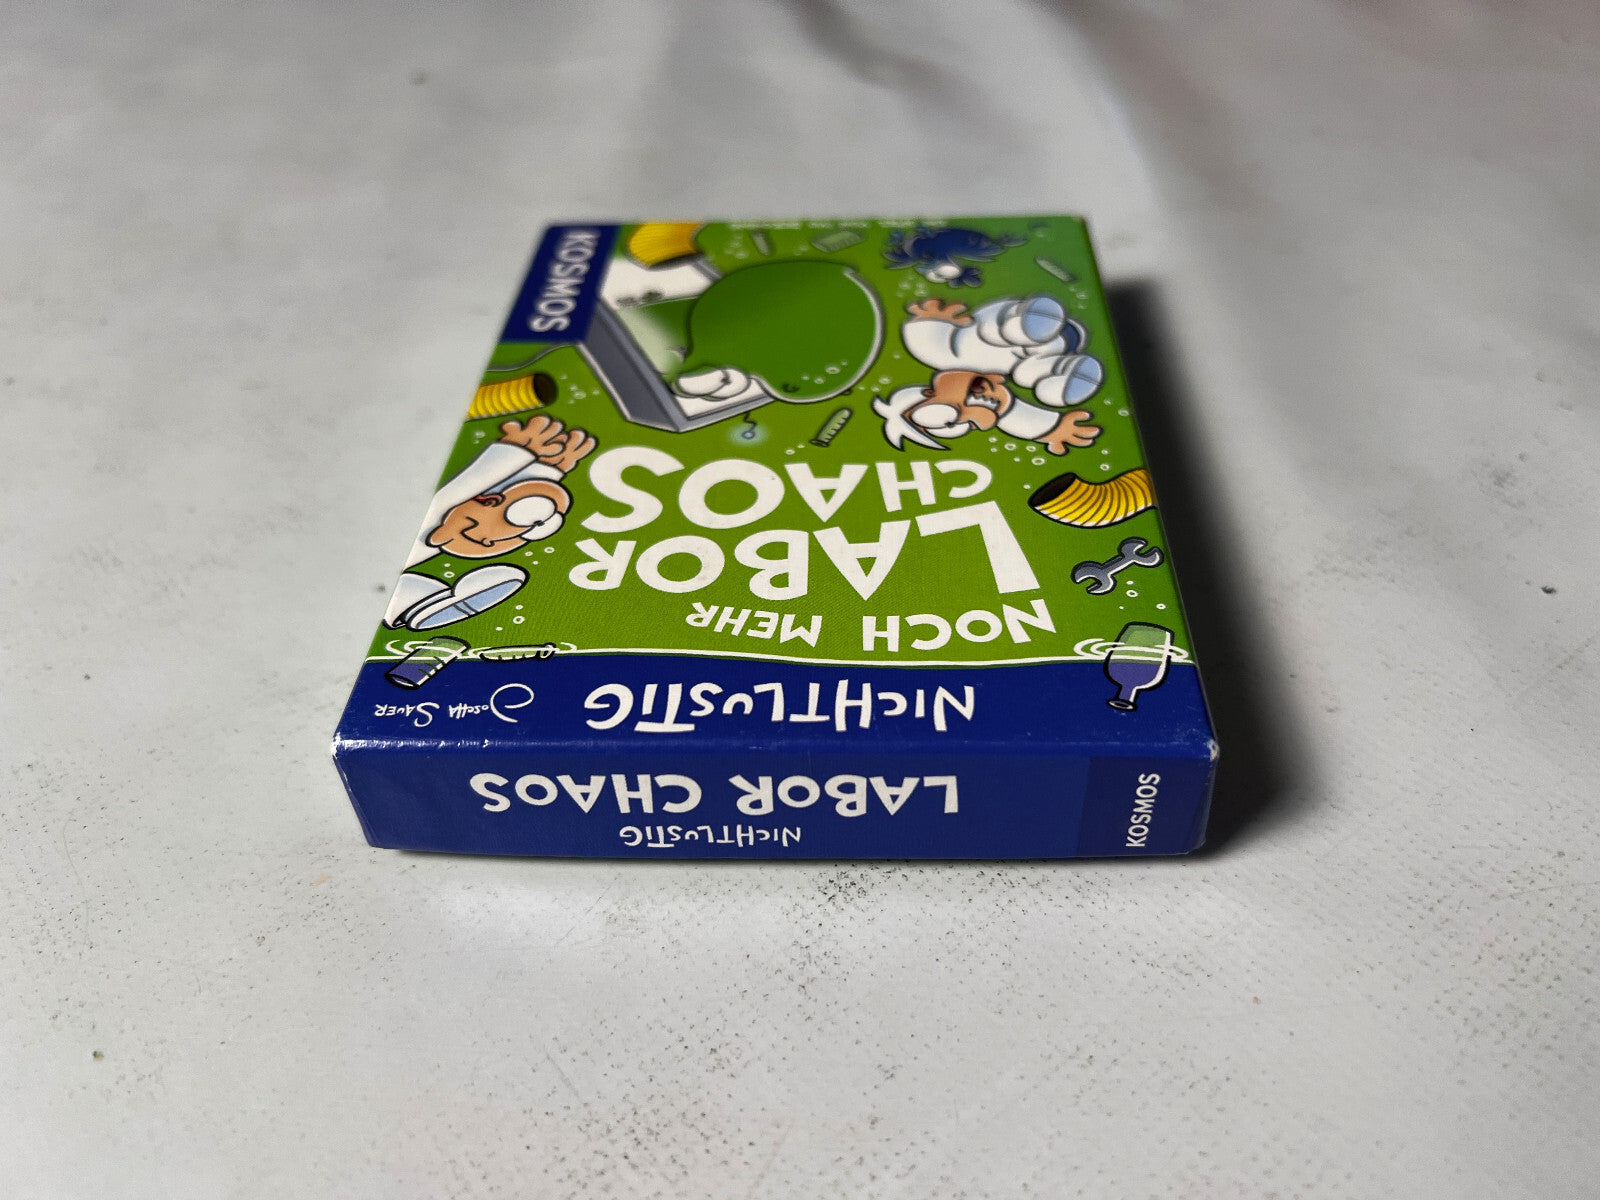 NICHTLUSTIG
JOSCHA SAUER
NOCH MEHR
LABOR
CHAOS
KOSMOS
NICHTLUSTIG
LABOR CHAOS
KOSMOS